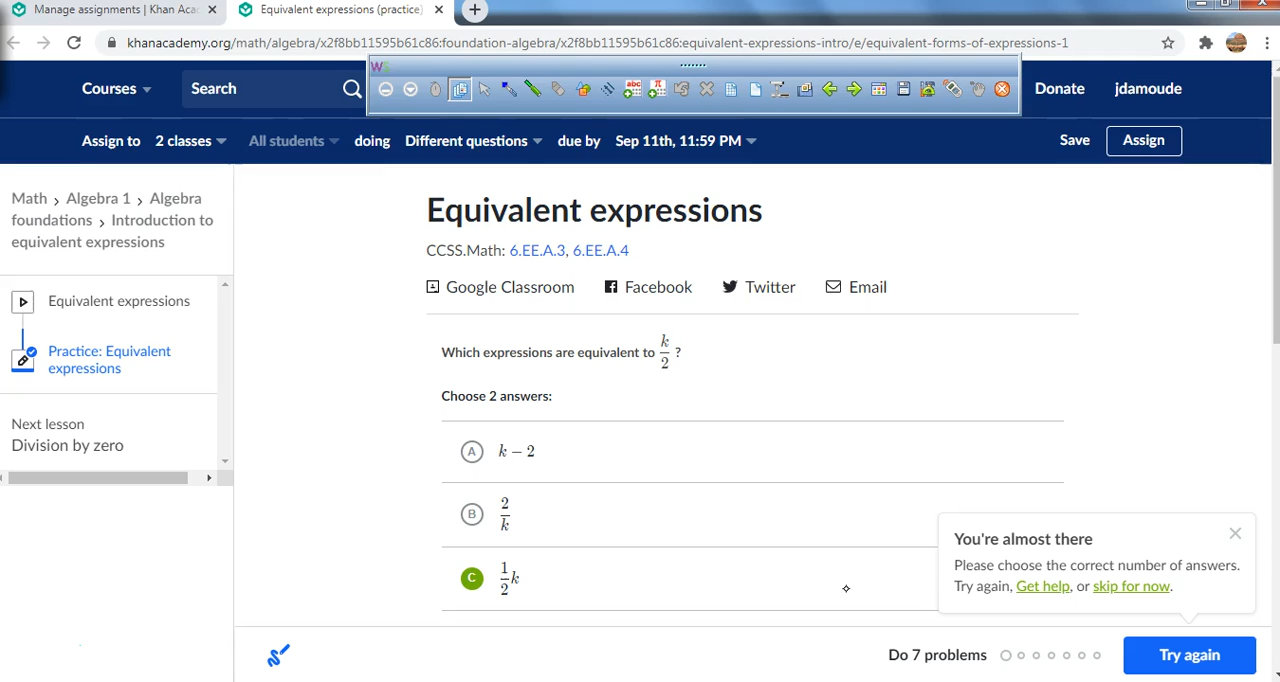 Manage assignments | Khan Aca
Equivalent expressions (practice)
khanacademy.org/math/algebra/x2f8bb11595b61c86:foundation-algebra/x2f8bb11595b61c86:equivalent-expressions-intro/e/equivalent-forms-of-expressions-1
Courses
Search
Donate
jdamoude
Assign to 2 classes All students doing Different questions due by Sep 11th, 11:59 PM
Save
Assign
Math > Algebra 1 > Algebra
foundations > Introduction to
equivalent expressions
Equivalent expressions
Practice: Equivalent
expressions
Next lesson
Division by zero
Equivalent expressions
CCSS.Math: 6.EE.A.3, 6.EE.A.4
Google Classroom Facebook Twitter Email
Which expressions are equivalent to k/2 ?
Choose 2 answers:
A k − 2
B 2/k
C 1/2 k
You're almost there
Please choose the correct number of answers.
Try again, Get help, or skip for now.
Do 7 problems
Try again